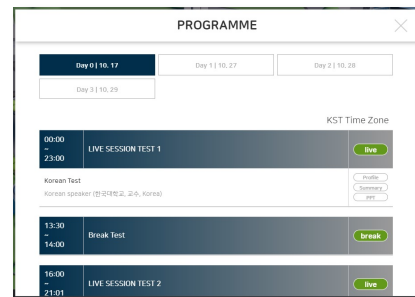 PROGRAMME
Day 0 | 10. 17
Day 1 | 10. 27
Day 2 | 10. 28
Day 3 | 10. 29
KST Time Zone
00:00
~
23:00
LIVE SESSION TEST 1
live
Korean Test
Korean speaker (한국대학교, 교수, Korea)
Profile
Summary
PPT
13:30
~
14:00
Break Test
break
16:00
~
21:01
LIVE SESSION TEST 2
live